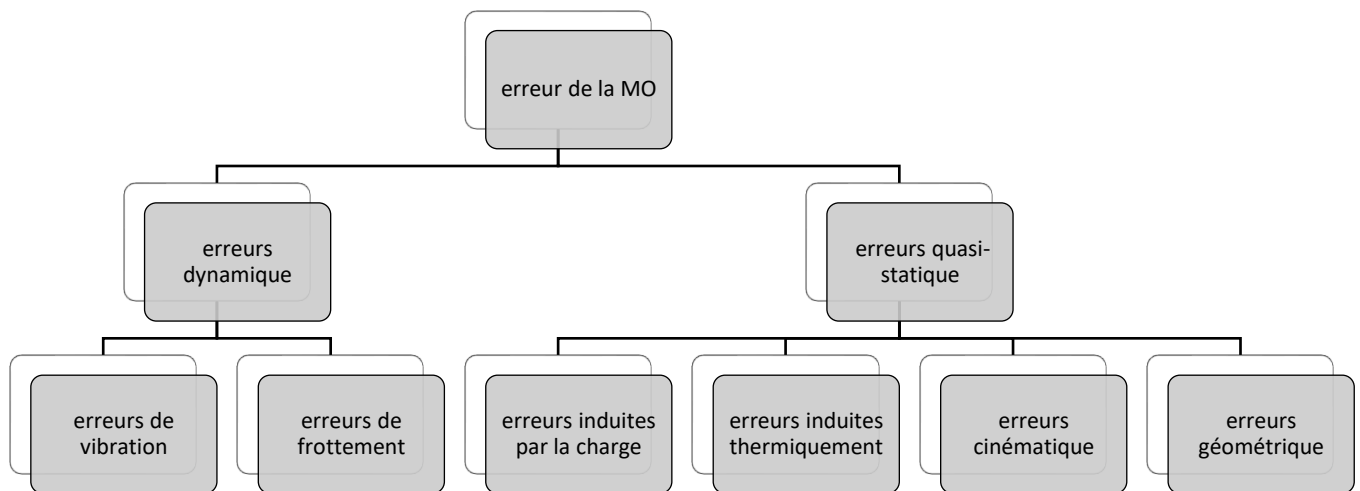 erreur de la MO
erreurs
dynamique
erreurs quasi-
statique
erreurs de
vibration
erreurs de
frottement
erreurs induites
par la charge
erreurs induites
thermiquement
erreurs
cinématique
erreurs
géométrique